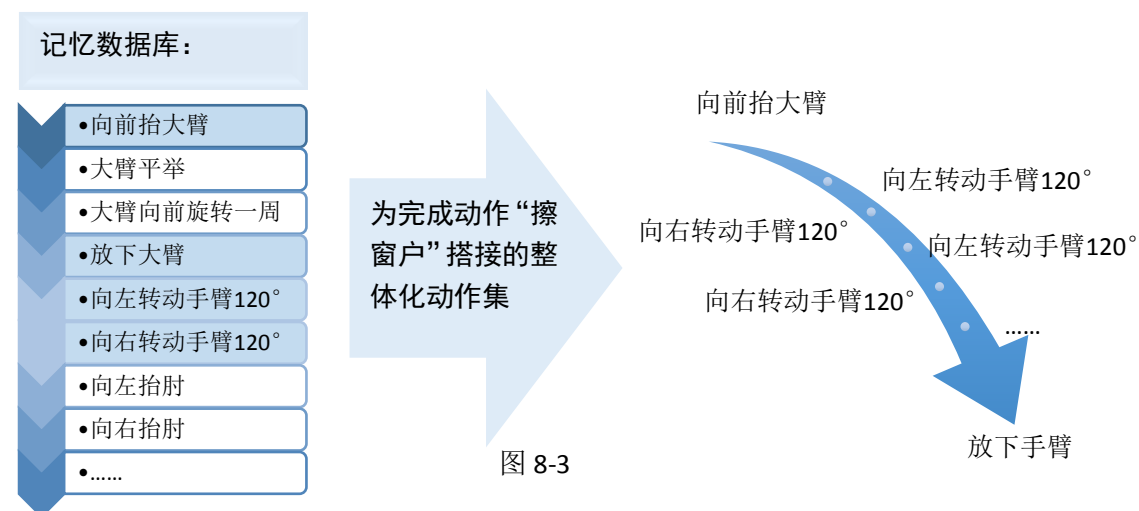 记忆数据库：
•向前抬大臂
•大臂平举
•大臂向前旋转一周
•放下大臂
•向左转动手臂120°
•向右转动手臂120°
•向左抬肘
•向右抬肘
•……
为完成动作“擦
窗户”搭接的整
体化动作集
图 8-3
向前抬大臂
向左转动手臂120°
向右转动手臂120°
向左转动手臂120°
向右转动手臂120°
……
放下手臂